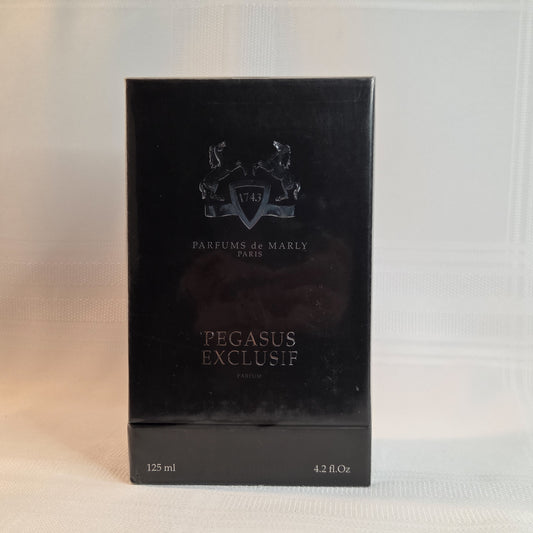 1743
PARFUMS de MARLY
PARIS
PEGASUS
EXCLUSIF
PARFUM
125 ml 4.2 fl.Oz